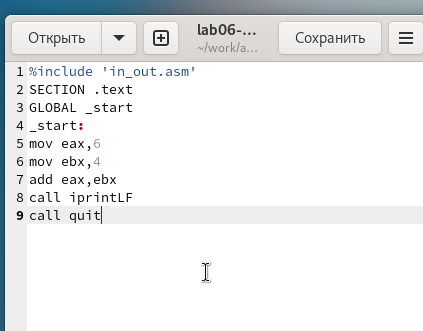 Открыть
lab06-...
~/work/a...
Сохранить
1 %include 'in_out.asm'
2 SECTION .text
3 GLOBAL _start
4 _start:
5 mov eax,6
6 mov ebx,4
7 add eax,ebx
8 call iprintLF
9 call quit